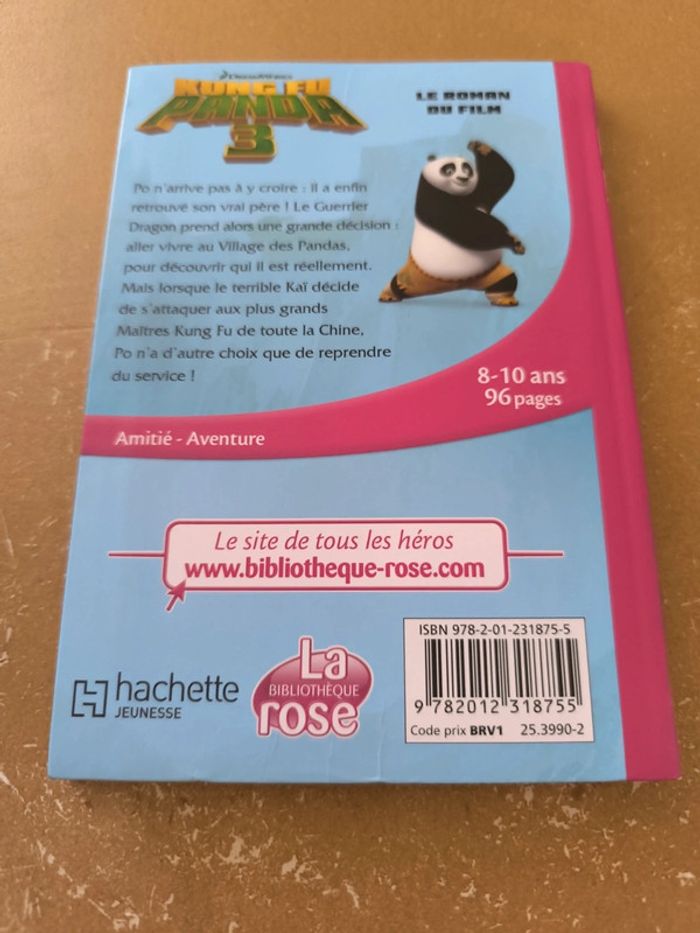 DREAMWORKS
KUNG FU
PANDA
3
LE ROMAN
DU FILM
Po n'arrive pas à y croire : il a enfin
retrouvé son vrai père ! Le Guerrier
Dragon prend alors une grande décision :
aller vivre au Village des Pandas,
pour découvrir qui il est réellement.
Mais lorsque le terrible Kaï décide
de s'attaquer aux plus grands
Maîtres Kung Fu de toute la Chine,
Po n'a d'autre choix que de reprendre
du service !
8-10 ans
96 pages
Amitié - Aventure
Le site de tous les héros
www.bibliotheque-rose.com
hachette
JEUNESSE
La
BIBLIOTHÈQUE
rose
ISBN 978-2-01-231875-5
9 782012 318755
Code prix BRV1 25.3990-2